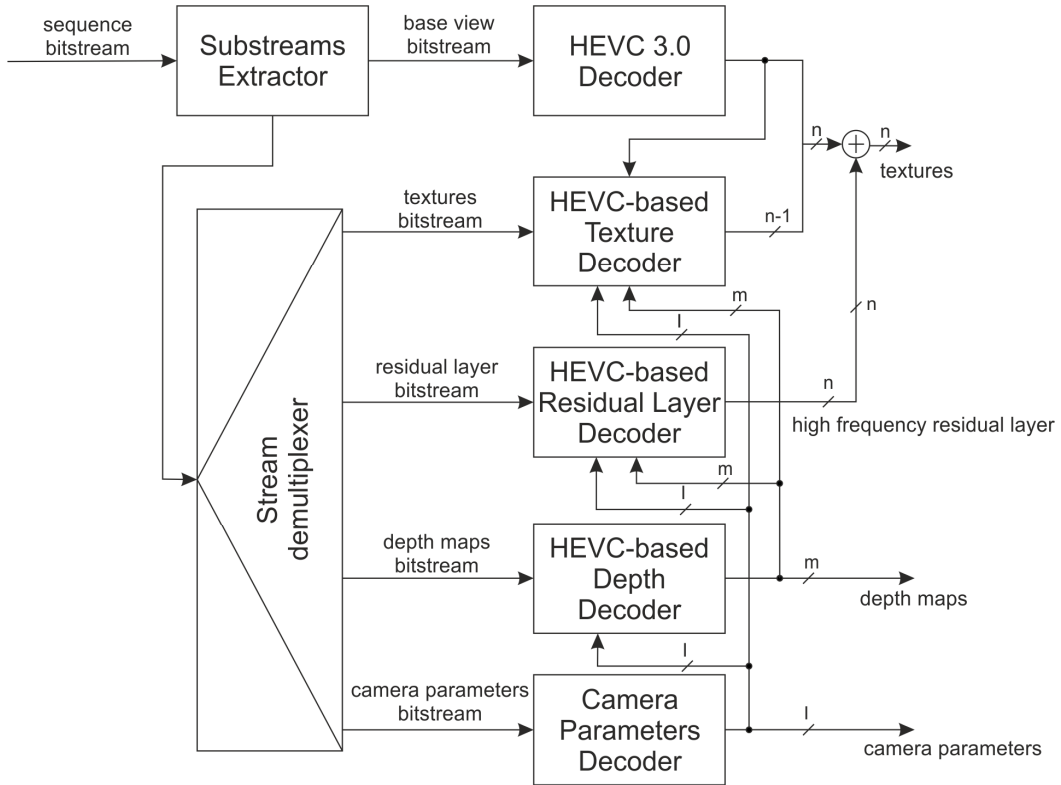 sequence
bitstream
Substreams
Extractor
base view
bitstream
HEVC 3.0
Decoder
n
n
textures
textures
bitstream
HEVC-based
Texture
Decoder
n-1
m
l
n
residual layer
bitstream
HEVC-based
Residual Layer
Decoder
n
high frequency residual layer
m
l
Stream
demultiplexer
depth maps
bitstream
HEVC-based
Depth
Decoder
m
depth maps
l
camera parameters
bitstream
Camera
Parameters
Decoder
l
camera parameters